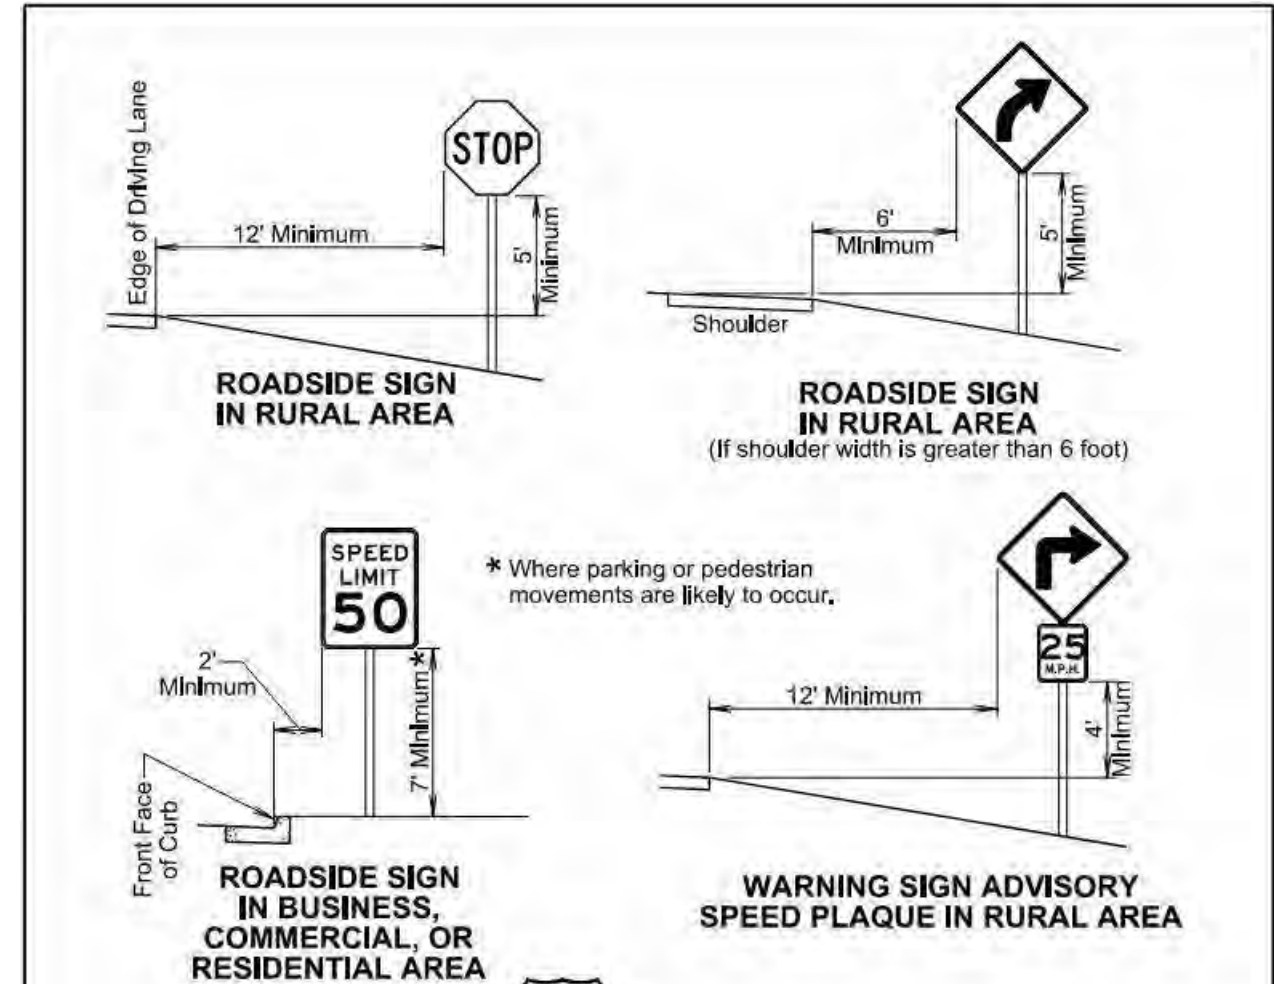 Edge of Driving Lane
STOP
12' Minimum
5'
Minimum
ROADSIDE SIGN
IN RURAL AREA
6'
Minimum
5'
Minimum
Shoulder
ROADSIDE SIGN
IN RURAL AREA
(If shoulder width is greater than 6 foot)
SPEED
LIMIT
50
* Where parking or pedestrian
movements are likely to occur.
2'
Minimum
7' Minimum*
Front Face
of Curb
ROADSIDE SIGN
IN BUSINESS,
COMMERCIAL, OR
RESIDENTIAL AREA
25
M.P.H.
12' Minimum
4'
Minimum
WARNING SIGN ADVISORY
SPEED PLAQUE IN RURAL AREA